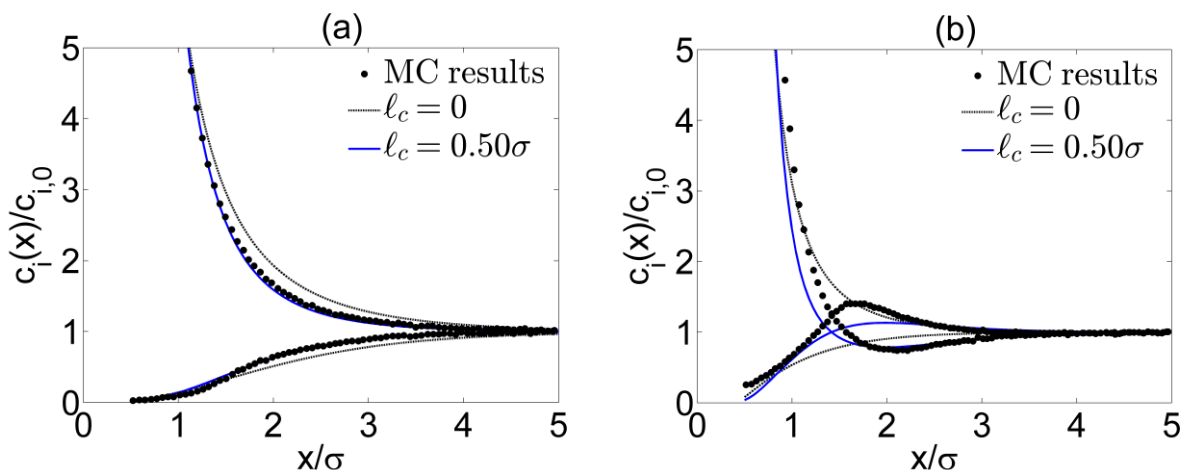 (a)
5
4
3
2
1
0
c_i(x)/c_{i,0}
• MC results
ℓ_c = 0
ℓ_c = 0.50σ
0 1 2 3 4 5
x/σ
(b)
5
4
3
2
1
0
c_i(x)/c_{i,0}
• MC results
ℓ_c = 0
ℓ_c = 0.50σ
0 1 2 3 4 5
x/σ